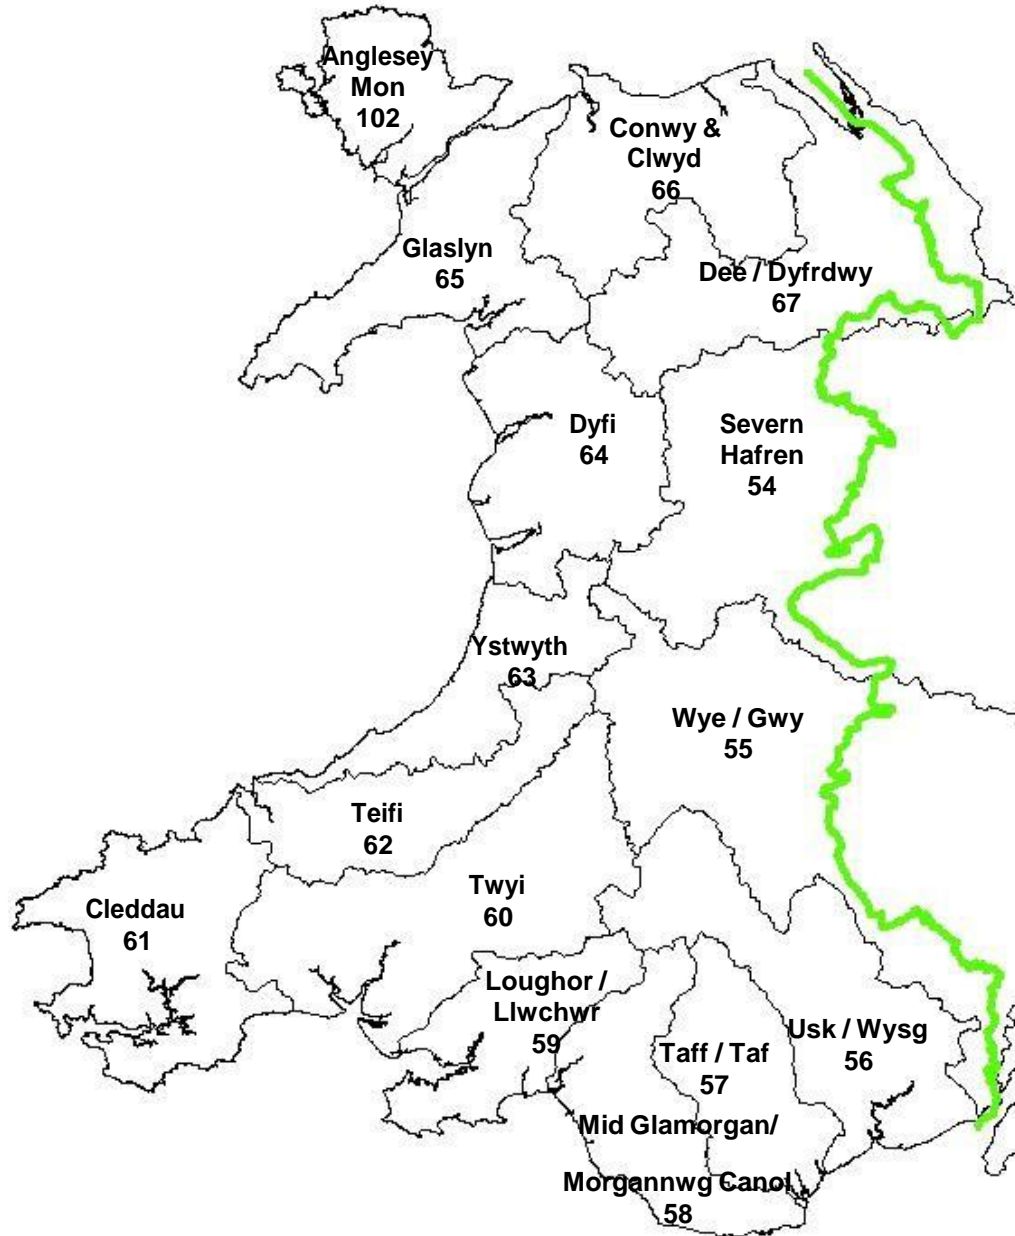 Anglesey
Mon
102
Conwy &
Clwyd
66
Glaslyn
65
Dee / Dyfrdwy
67
Dyfi
64
Severn
Hafren
54
Ystwyth
63
Wye / Gwy
55
Teifi
62
Twyi
60
Cleddau
61
Loughor /
Llwchwr
59
Usk / Wysg
56
Taff / Taf
57
Mid Glamorgan/
Morgannwg Canol
58